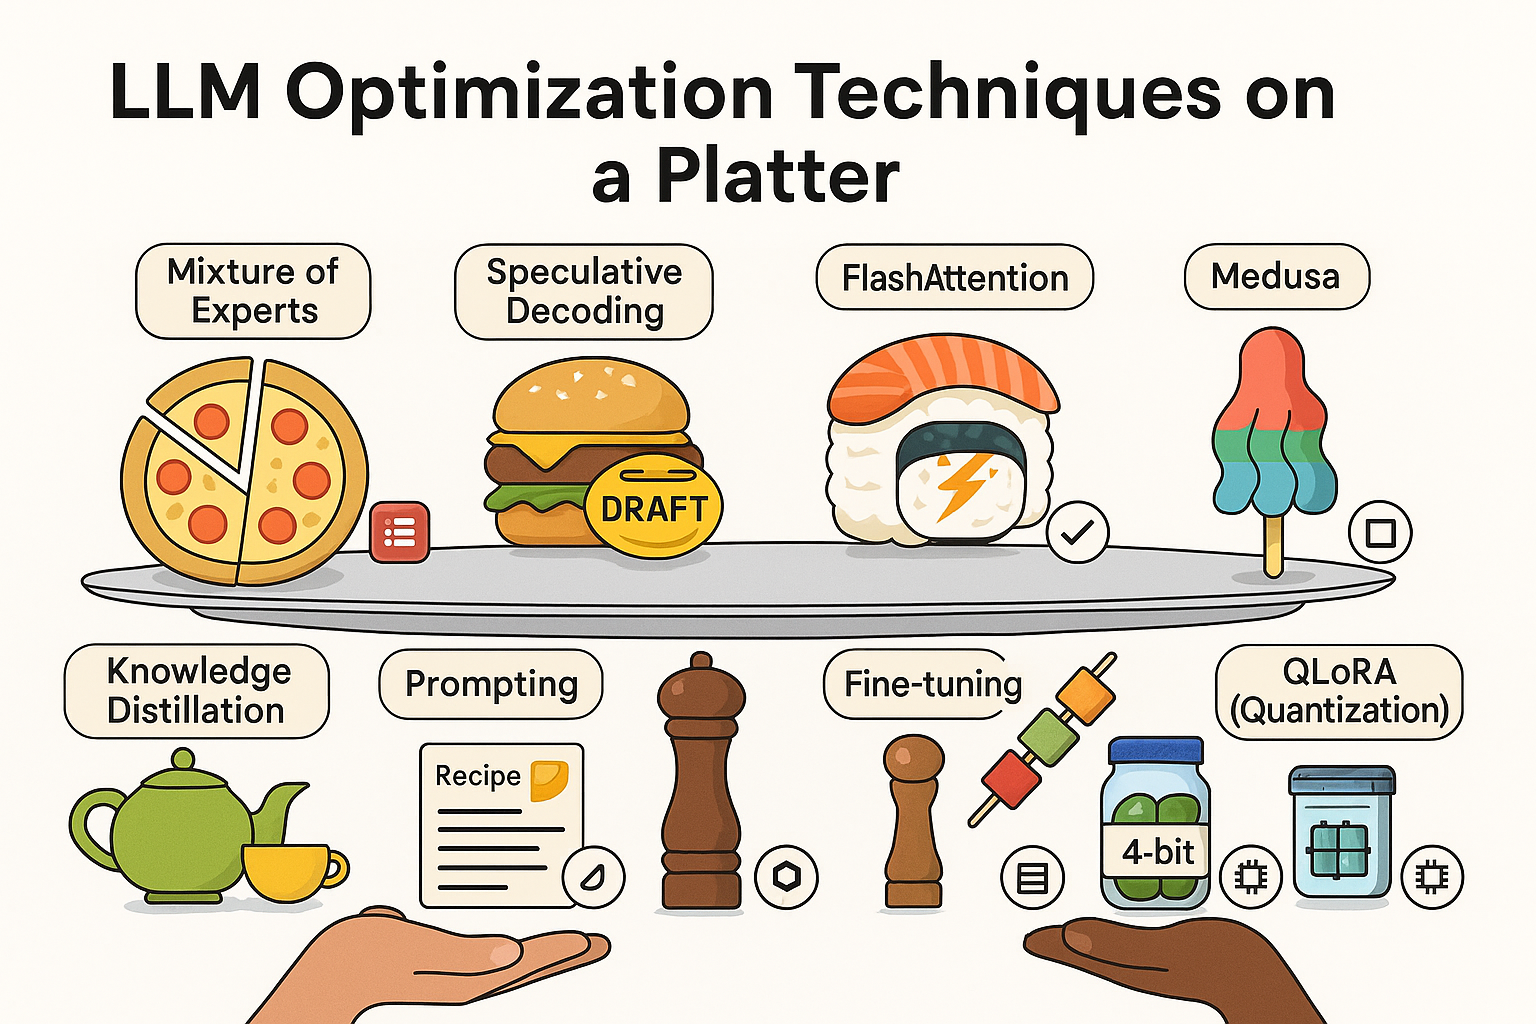 LLM Optimization Techniques on
a Platter
Mixture of
Experts
Speculative
Decoding
FlashAttention
Medusa
DRAFT
Knowledge
Distillation
Prompting
Fine-tuning
QLoRA
(Quantization)
Recipe
4-bit